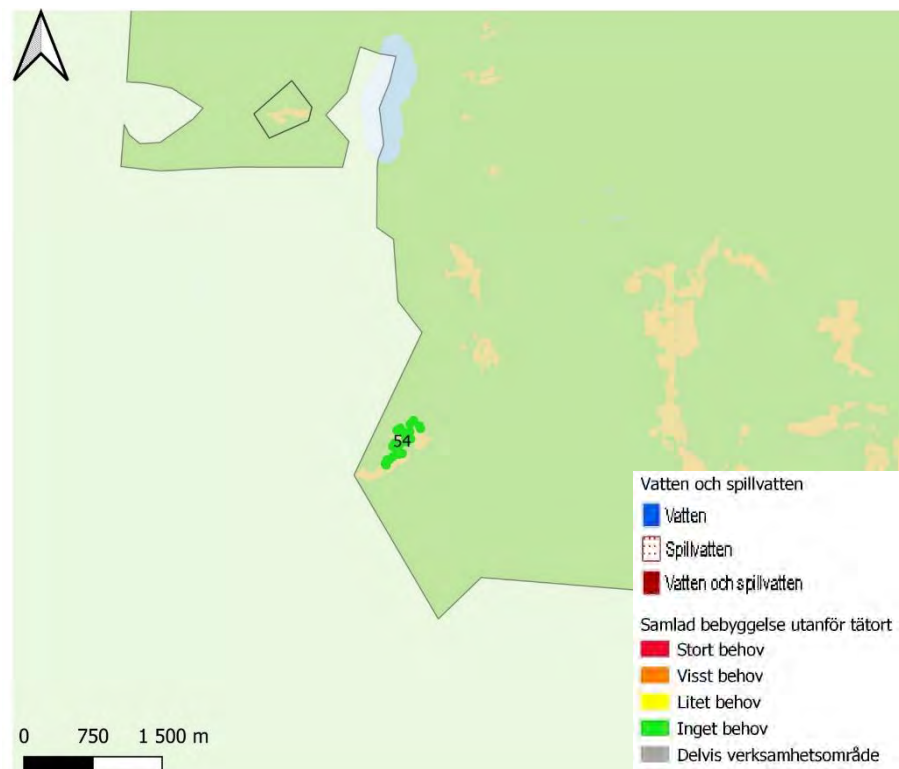 54
Vatten och spillvatten
Vatten
Spillvatten
Vatten och spillvatten
Samlad bebyggelse utanför tätort
Stort behov
Visst behov
Litet behov
Inget behov
Delvis verksamhetsområde
0 750 1 500 m